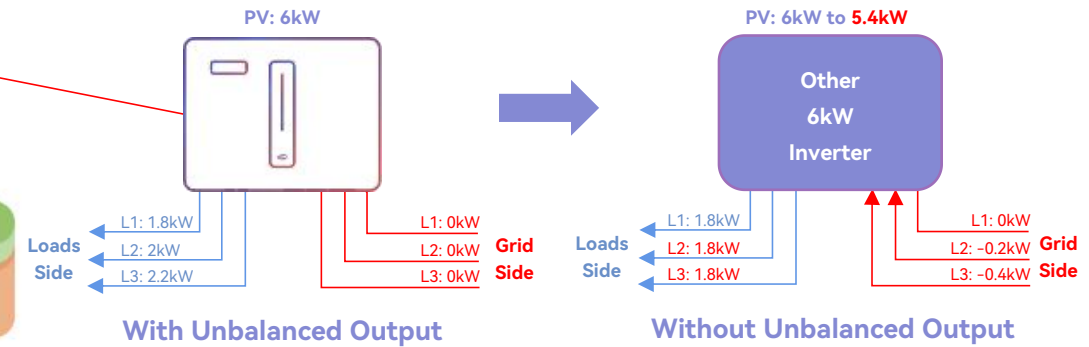 PV: 6kW
L1: 1.8kW
L2: 2kW
L3: 2.2kW
Loads
Side
L1: 0kW
L2: 0kW
L3: 0kW
Grid
Side
With Unbalanced Output
PV: 6kW to 5.4kW
Other
6kW
Inverter
Loads
Side
L1: 1.8kW
L2: 1.8kW
L3: 1.8kW
L1: 0kW
L2: -0.2kW
L3: -0.4kW
Grid
Side
Without Unbalanced Output